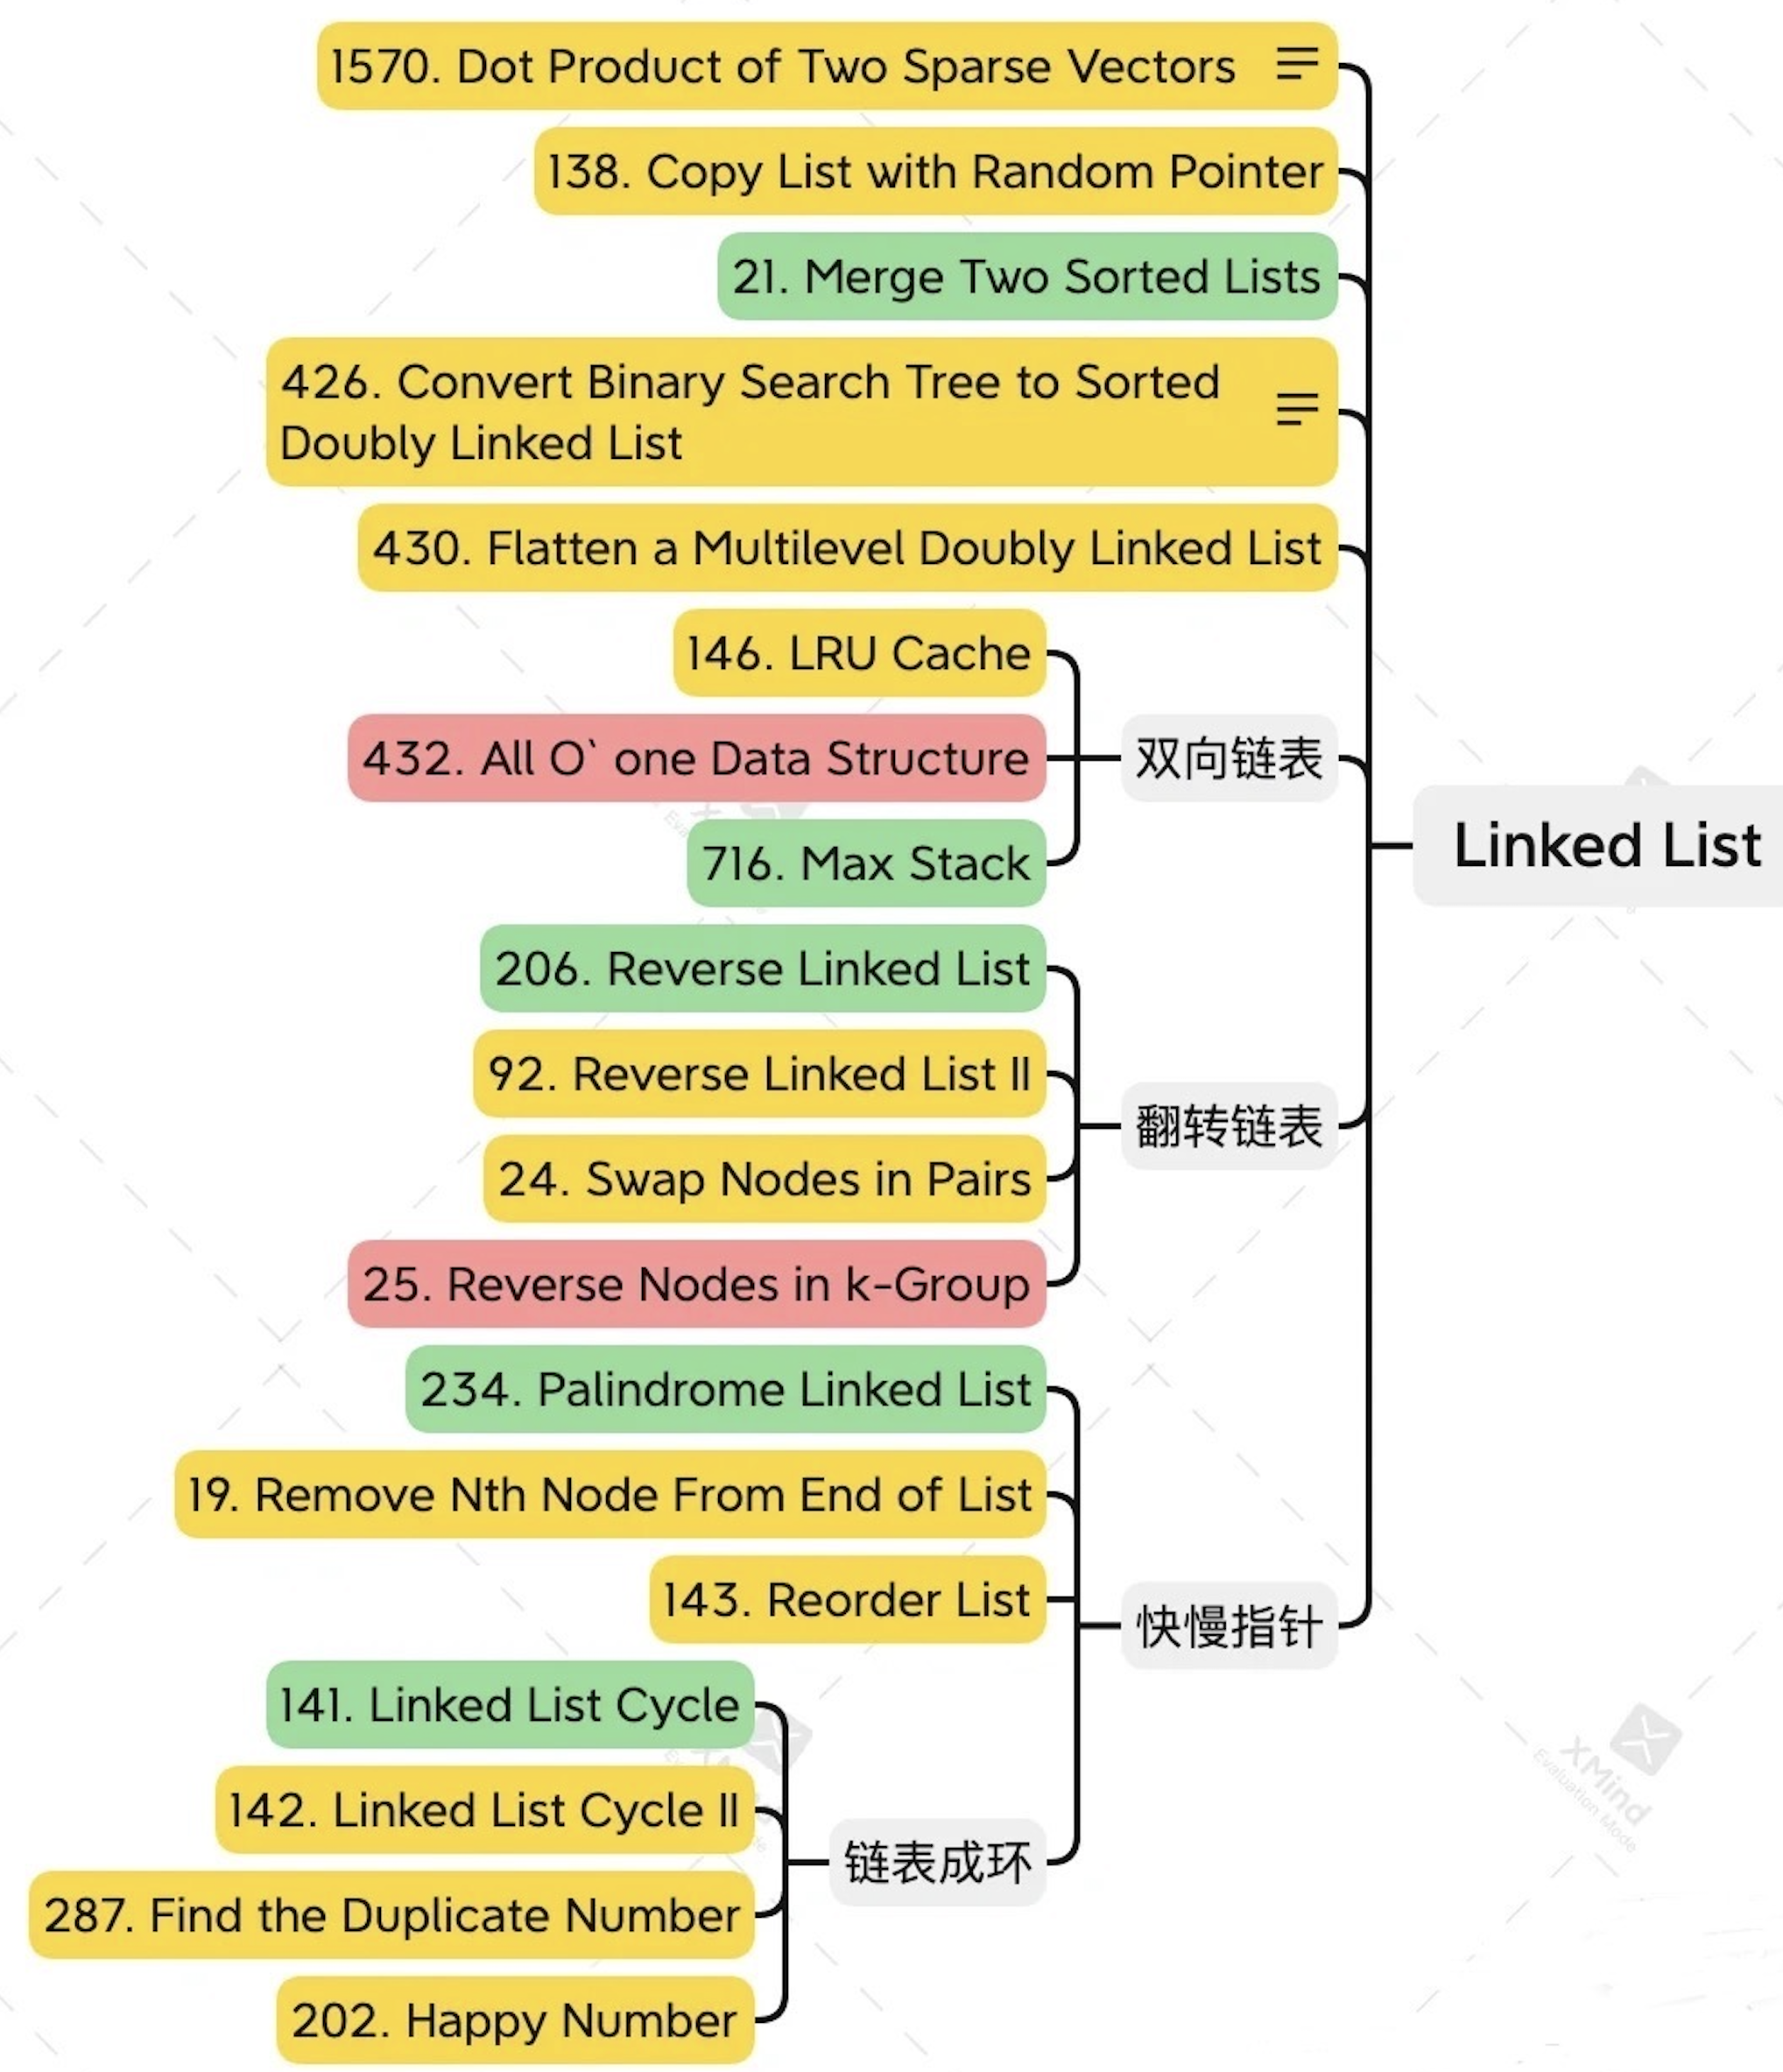 1570. Dot Product of Two Sparse Vectors
138. Copy List with Random Pointer
21. Merge Two Sorted Lists
426. Convert Binary Search Tree to Sorted
Doubly Linked List
430. Flatten a Multilevel Doubly Linked List
146. LRU Cache
432. All O` one Data Structure
双向链表
716. Max Stack
Linked List
206. Reverse Linked List
92. Reverse Linked List II
翻转链表
24. Swap Nodes in Pairs
25. Reverse Nodes in k-Group
234. Palindrome Linked List
19. Remove Nth Node From End of List
143. Reorder List
快慢指针
141. Linked List Cycle
142. Linked List Cycle II
链表成环
287. Find the Duplicate Number
202. Happy Number
XMind
Evaluation Mode